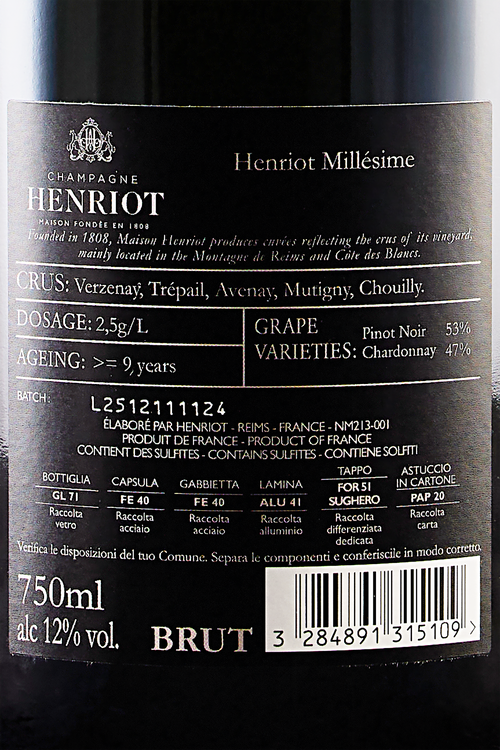 CHAMPAGNE
HENRIOT
MAISON FONDÉE EN 1808
Henriot Millésime
Founded in 1808, Maison Henriot produces cuvées reflecting the crus of its vineyard,
mainly located in the Montagne de Reims and Côte des Blancs.
CRUS: Verzenay, Trépail, Avenay, Mutigny, Chouilly.
DOSAGE: 2,5g/L
AGEING: >= 9 years
GRAPE
VARIETIES:
Pinot Noir 53%
Chardonnay 47%
BATCH:
L2512111124
ÉLABORÉ PAR HENRIOT - REIMS - FRANCE - NM213-001
PRODUIT DE FRANCE - PRODUCT OF FRANCE
CONTIENT DES SULFITES - CONTAINS SULFITES - CONTIENE SOLFITI
BOTTIGLIA
GL 71
Raccolta
vetro
CAPSULA
FE 40
Raccolta
acciaio
GABBIETTA
FE 40
Raccolta
acciaio
LAMINA
ALU 41
Raccolta
alluminio
TAPPO
FOR 51
SUGHERO
Raccolta
differenziata
dedicata
ASTUCCIO
IN CARTONE
PAP 20
Raccolta
carta
Verifica le disposizioni del tuo Comune. Separa le componenti e conferiscile in modo corretto.
750ml
alc 12% vol.
BRUT
3 284891 315109 >